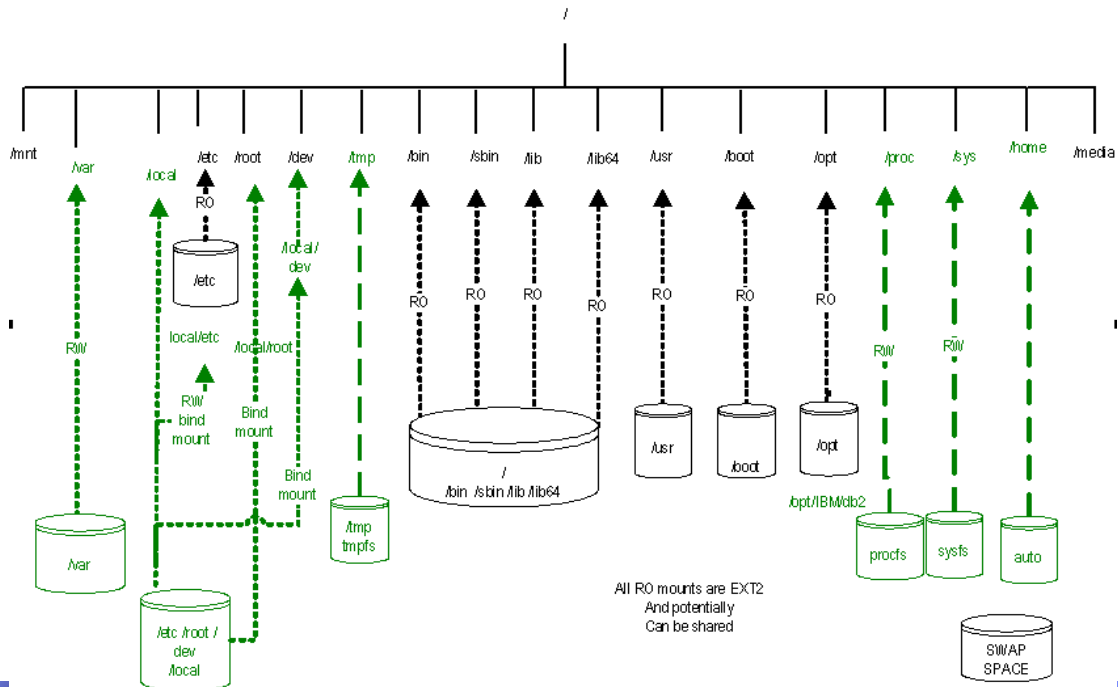 /
/mnt
/var
/local
/etc
/root
/dev
/tmp
/bin
/sbin
/lib
/lib64
/usr
/boot
/opt
/proc
/sys
/home
/media
RO
/etc
/local/
dev
local/etc
/local/root
RW
RO
RO
RO
RO
RO
RO
RO
RW
RW
RW
bind
mount
Bind
mount
Bind
mount
/
/bin /sbin /lib /lib64
/usr
/boot
/opt
/opt/IBM/db2
/var
/tmp
tmpfs
procfs
sysfs
auto
/etc /root /
dev
/local
All RO mounts are EXT2
And potentially
Can be shared
SWAP
SPACE